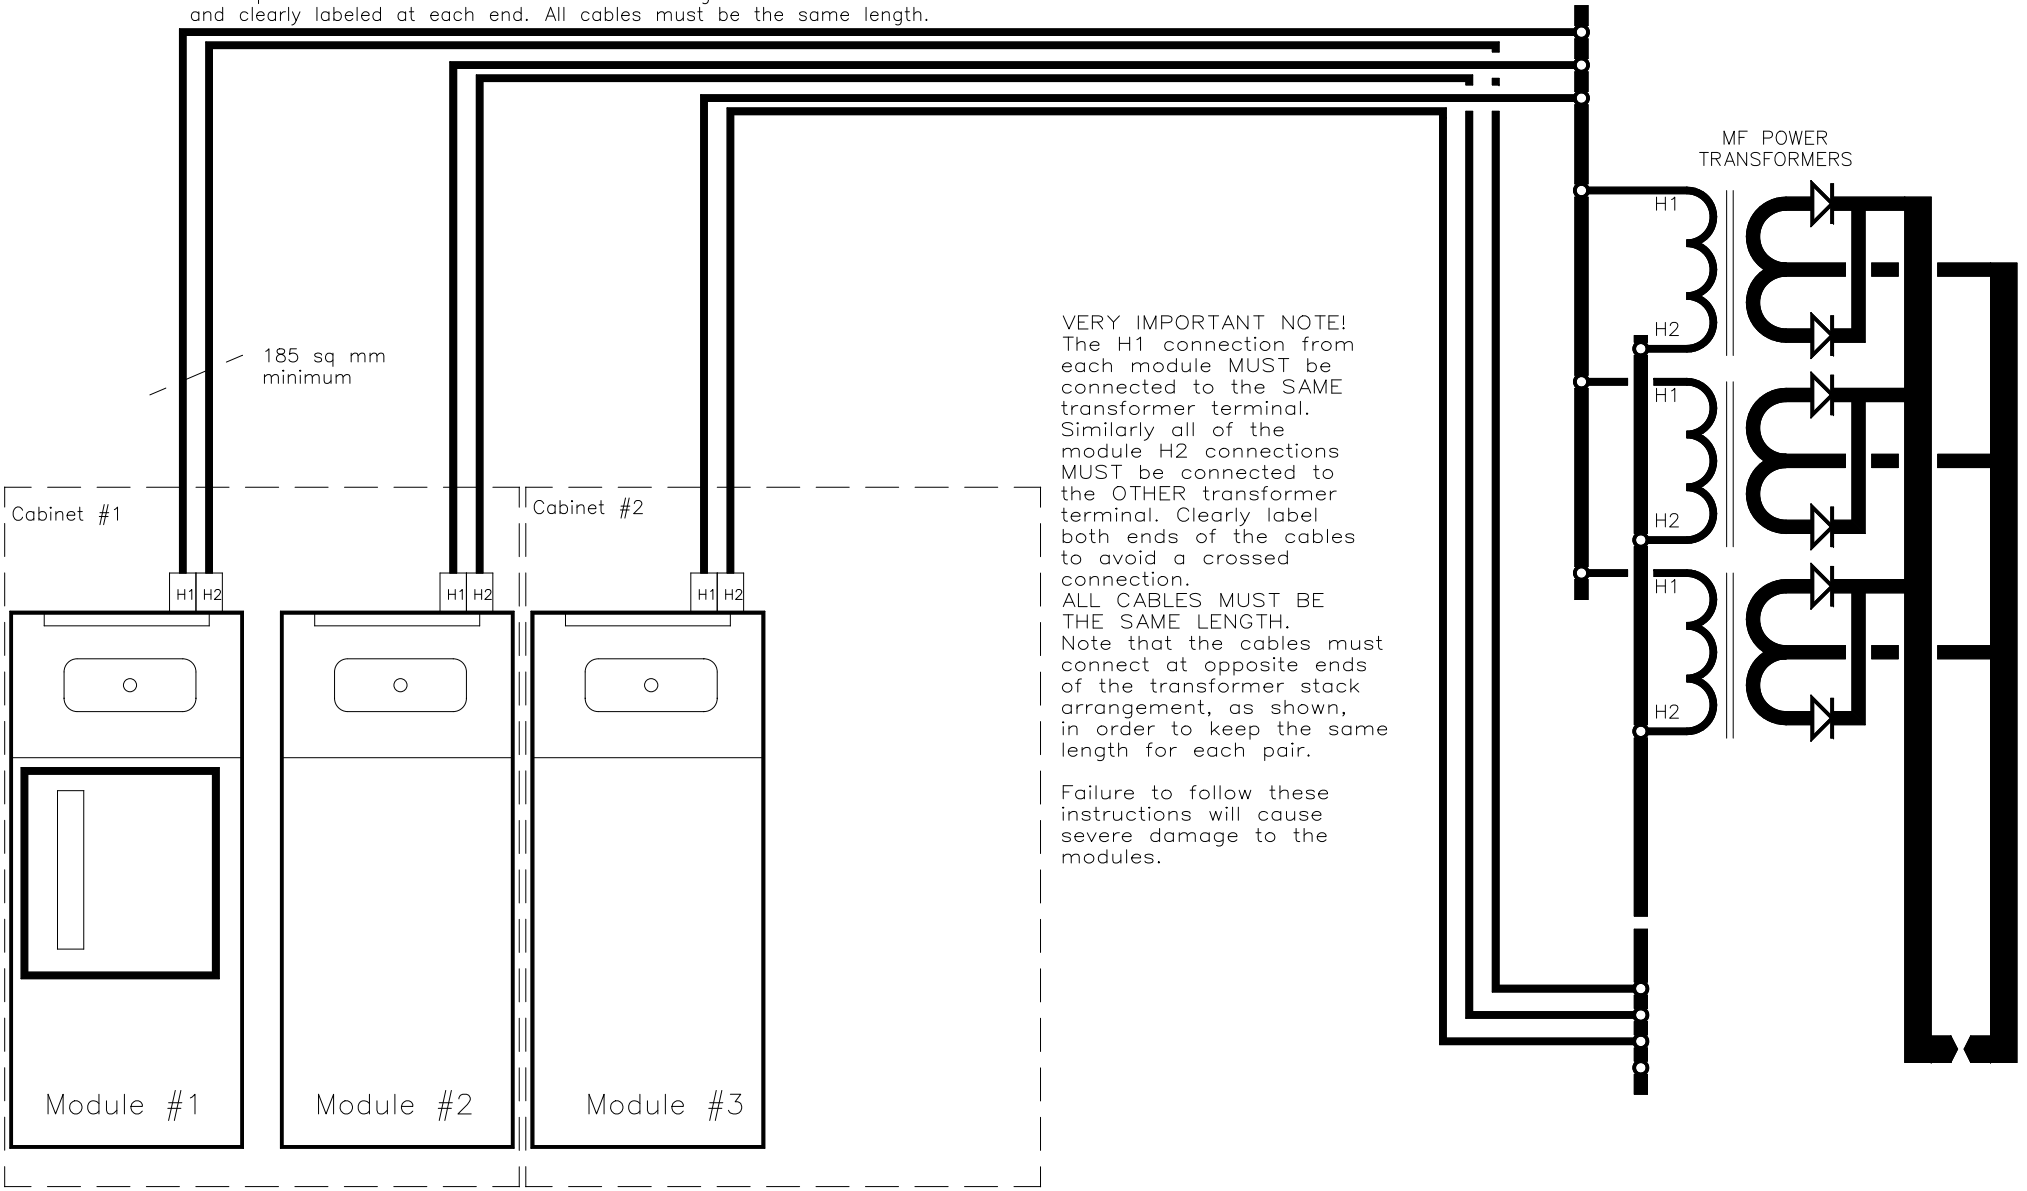 and clearly labeled at each end. All cables must be the same length.
MF POWER
TRANSFORMERS
H1
H2
H1
H2
H1
H2
185 sq mm
minimum
VERY IMPORTANT NOTE!
The H1 connection from
each module MUST be
connected to the SAME
transformer terminal.
Similarly all of the
module H2 connections
MUST be connected to
the OTHER transformer
terminal. Clearly label
both ends of the cables
to avoid a crossed
connection.
ALL CABLES MUST BE
THE SAME LENGTH.
Note that the cables must
connect at opposite ends
of the transformer stack
arrangement, as shown,
in order to keep the same
length for each pair.
Failure to follow these
instructions will cause
severe damage to the
modules.
Cabinet #1
Cabinet #2
H1 H2
H1 H2
H1 H2
Module #1
Module #2
Module #3